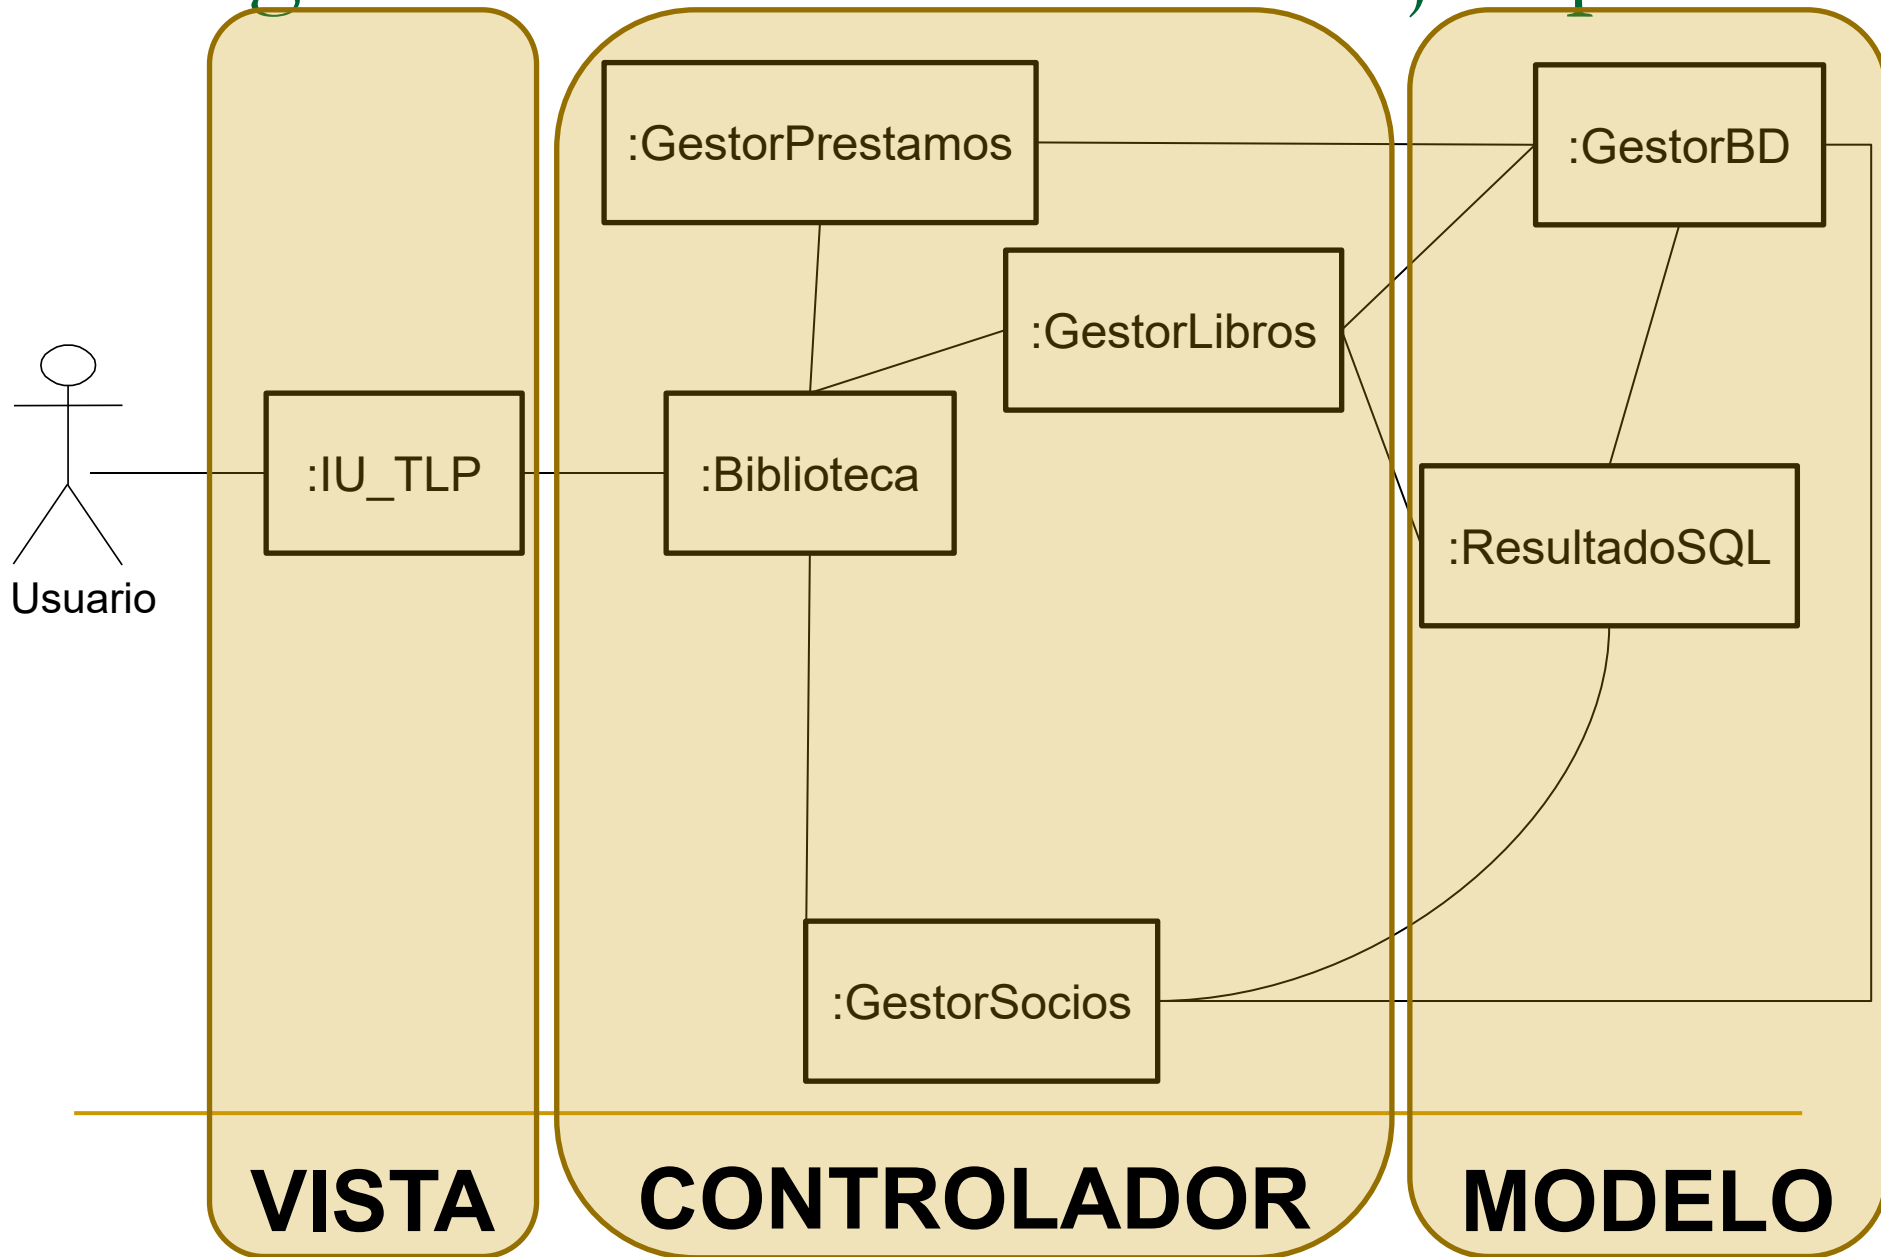 :GestorPrestamos
:GestorBD
:GestorLibros
:IU_TLP
:Biblioteca
:ResultadoSQL
Usuario
:GestorSocios
VISTA
CONTROLADOR
MODELO